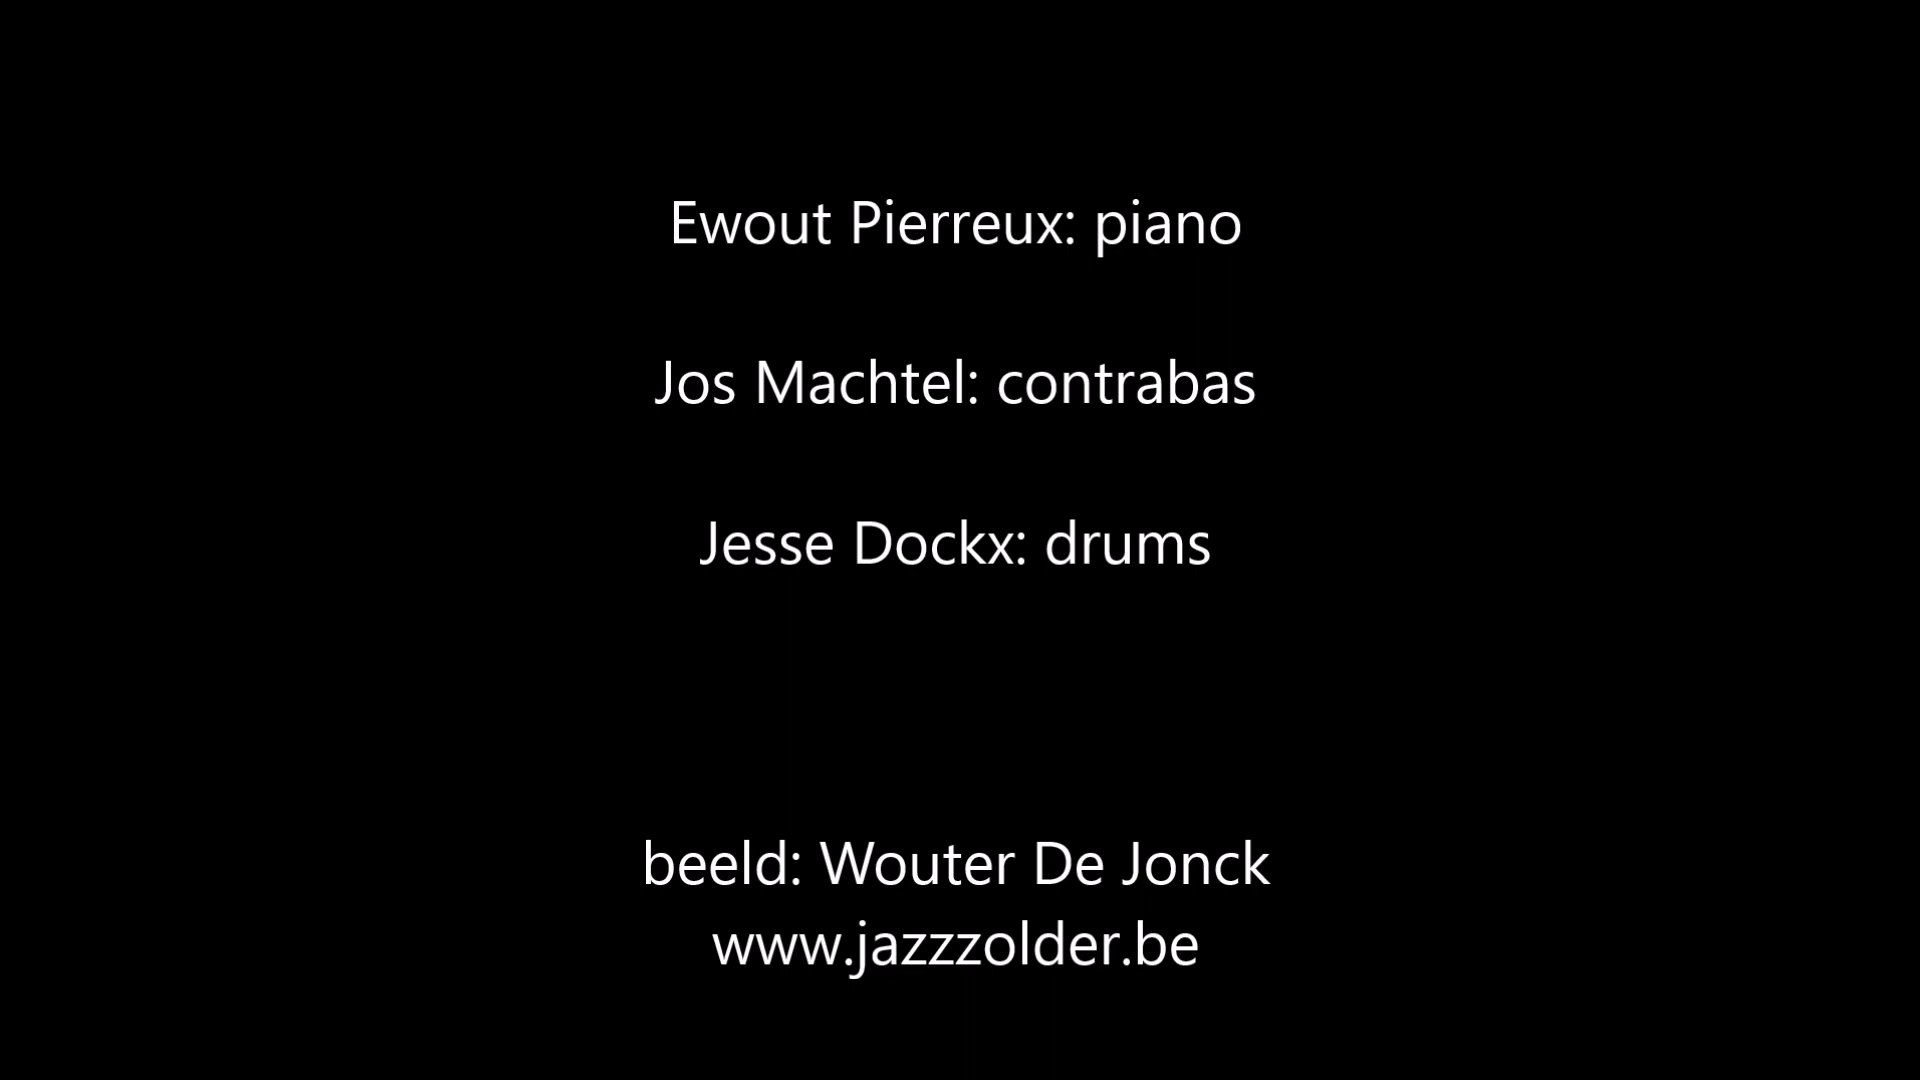 Ewout Pierreux: piano
Jos Machtel: contrabas
Jesse Dockx: drums
beeld: Wouter De Jonck
www.jazzzolder.be